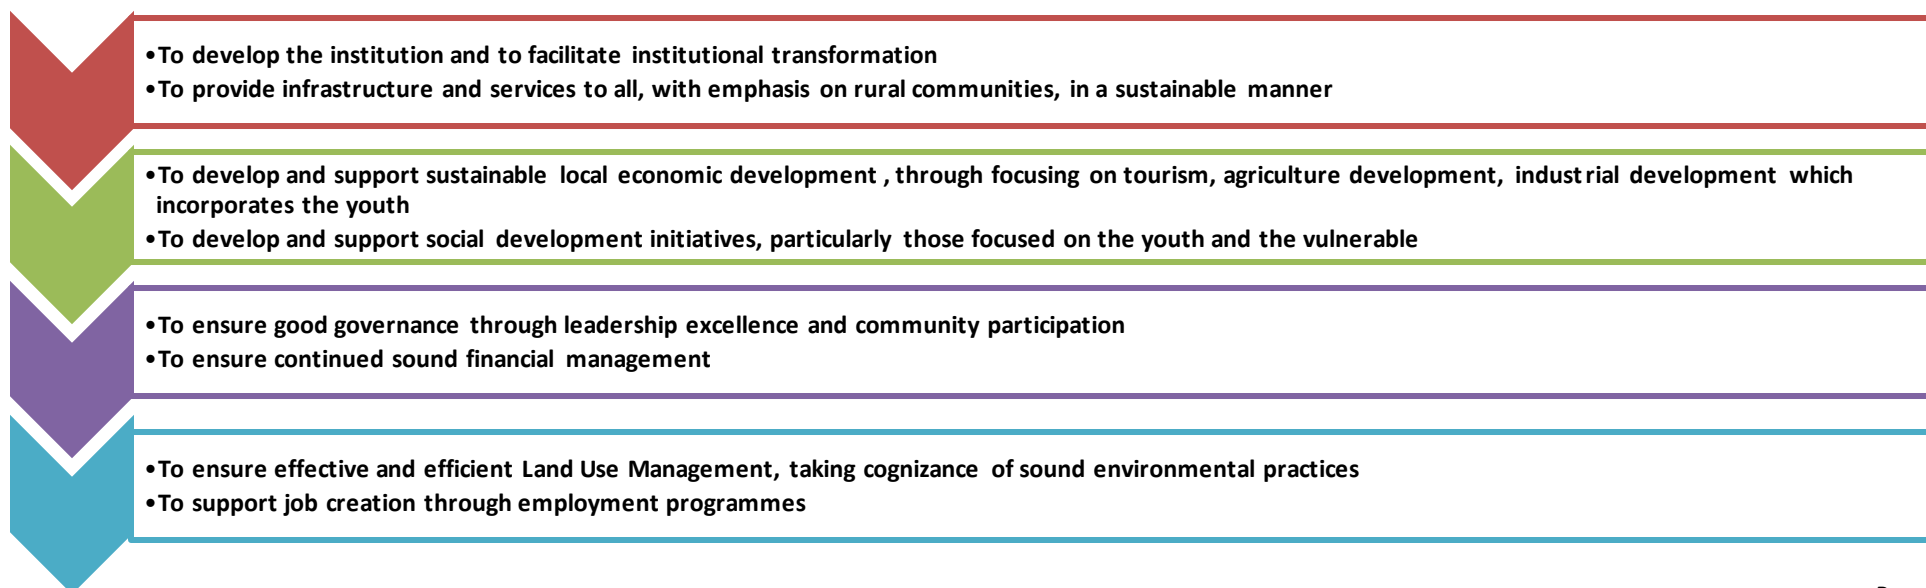 •To develop the institution and to facilitate institutional transformation
•To provide infrastructure and services to all, with emphasis on rural communities, in a sustainable manner
•To develop and support sustainable local economic development , through focusing on tourism, agriculture development, industrial development which
incorporates the youth
•To develop and support social development initiatives, particularly those focused on the youth and the vulnerable
•To ensure good governance through leadership excellence and community participation
•To ensure continued sound financial management
•To ensure effective and efficient Land Use Management, taking cognizance of sound environmental practices
•To support job creation through employment programmes